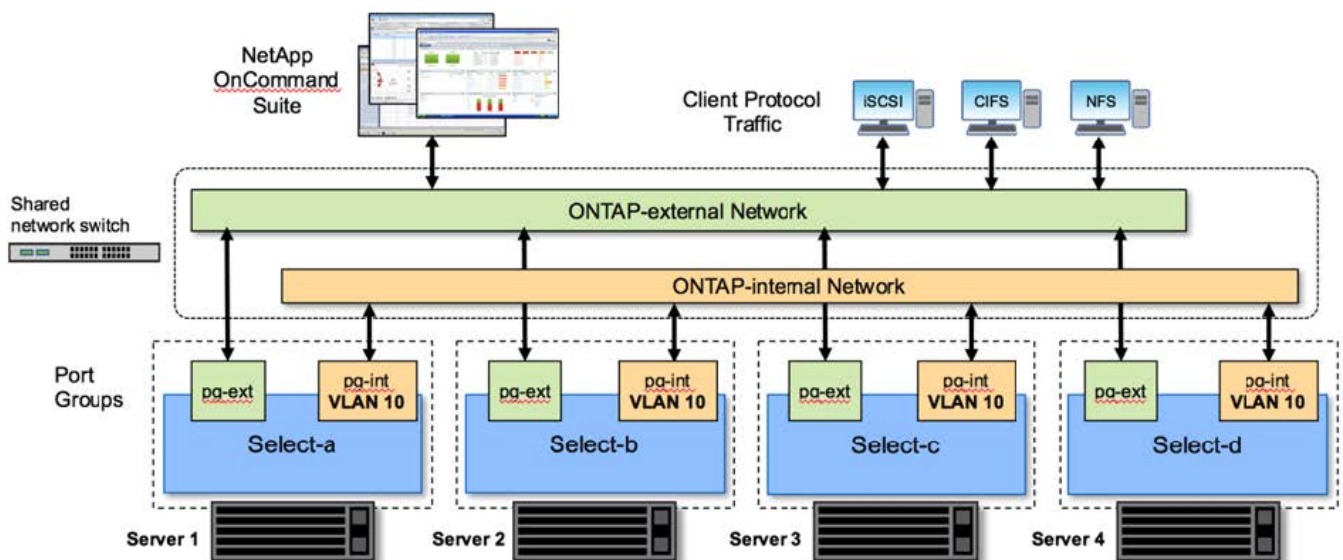 NetApp
OnCommand
Suite
Client Protocol
Traffic
iSCSI
CIFS
NFS
Shared
network switch
ONTAP-external Network
ONTAP-internal Network
Port
Groups
pg-ext
pg-int
VLAN 10
Select-a
pg-ext
pg-int
VLAN 10
Select-b
pg-ext
pg-int
VLAN 10
Select-c
pg-ext
pg-int
VLAN 10
Select-d
Server 1
Server 2
Server 3
Server 4